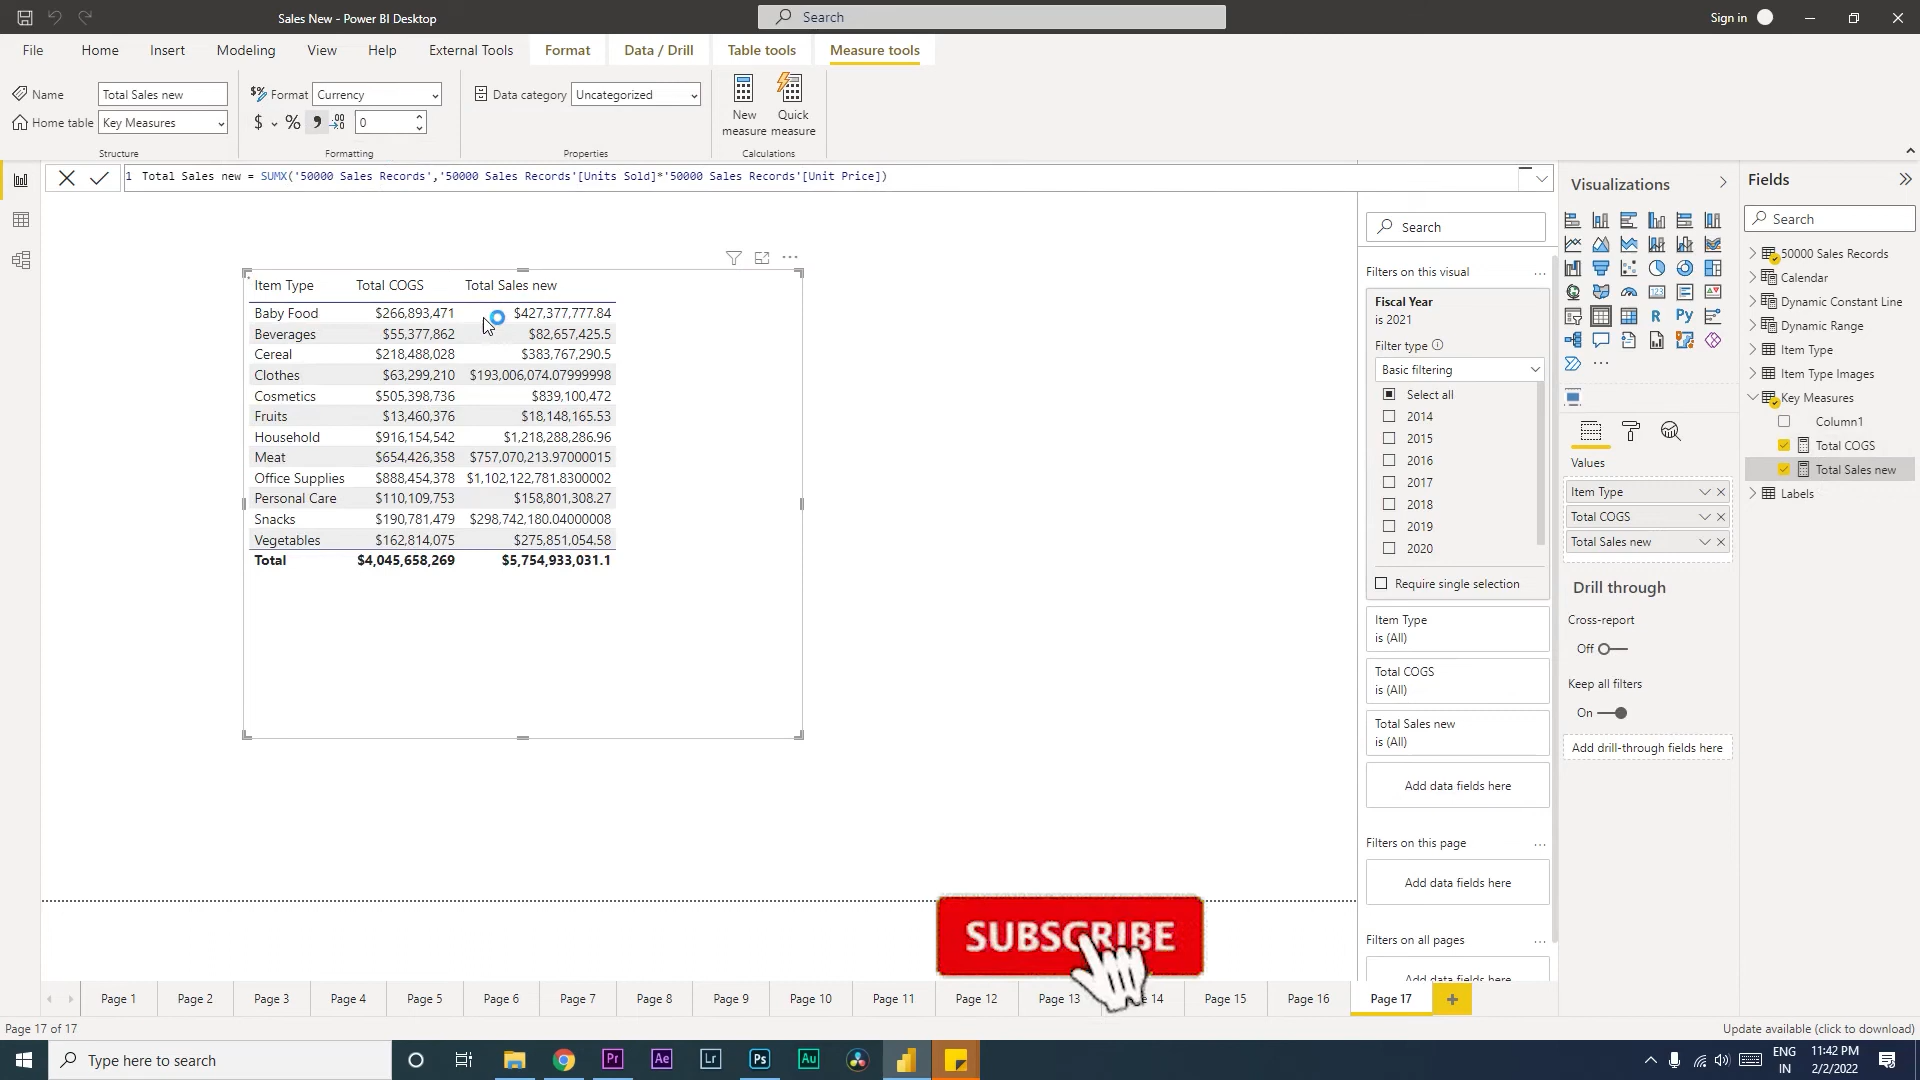 Sales New - Power BI Desktop
Search
Sign in
File Home Insert Modeling View Help External Tools Format Data / Drill Table tools Measure tools
Name Total Sales new
Home table Key Measures
Structure
Format Currency
$ % 9 .00 0
Formatting
Data category Uncategorized
Properties
New measure
Quick measure
Calculations
1 Total Sales new = SUMX('50000 Sales Records','50000 Sales Records'[Units Sold]*'50000 Sales Records'[Unit Price])
Item Type Total COGS Total Sales new
Baby Food $266,893,471 $427,377,777.84
Beverages $55,377,862 $82,657,425.5
Cereal $218,488,028 $383,767,290.5
Clothes $63,299,210 $193,006,074.07999998
Cosmetics $505,398,736 $839,100,472
Fruits $13,460,376 $18,148,165.53
Household $916,154,542 $1,218,288,286.96
Meat $654,426,358 $757,070,213.97000015
Office Supplies $888,454,378 $1,102,122,781.8300002
Personal Care $110,109,753 $158,801,308.27
Snacks $190,781,479 $298,742,180.04000008
Vegetables $162,814,075 $275,851,054.58
Total $4,045,658,269 $5,754,933,031.1
Search
Filters on this visual ...
Fiscal Year
is 2021
Filter type
Basic filtering
Select all
2014
2015
2016
2017
2018
2019
2020
Require single selection
Item Type
is (All)
Total COGS
is (All)
Total Sales new
is (All)
Add data fields here
Filters on this page ...
Add data fields here
Filters on all pages ...
Add data fields here
Visualizations
R Py
123
...
Values
Item Type
Total COGS
Total Sales new
Drill through
Cross-report
Off
Keep all filters
On
Add drill-through fields here
Fields
Search
50000 Sales Records
Calendar
Dynamic Constant Line
Dynamic Range
Item Type
Item Type Images
Key Measures
Column1
Total COGS
Total Sales new
Labels
SUBSCRIBE
Page 1 Page 2 Page 3 Page 4 Page 5 Page 6 Page 7 Page 8 Page 9 Page 10 Page 11 Page 12 Page 13 14 Page 15 Page 16 Page 17 +
Page 17 of 17
Update available (click to download)
Type here to search
Pr Ae Lr Ps Au
ENG
IN
11:42 PM
2/2/2022